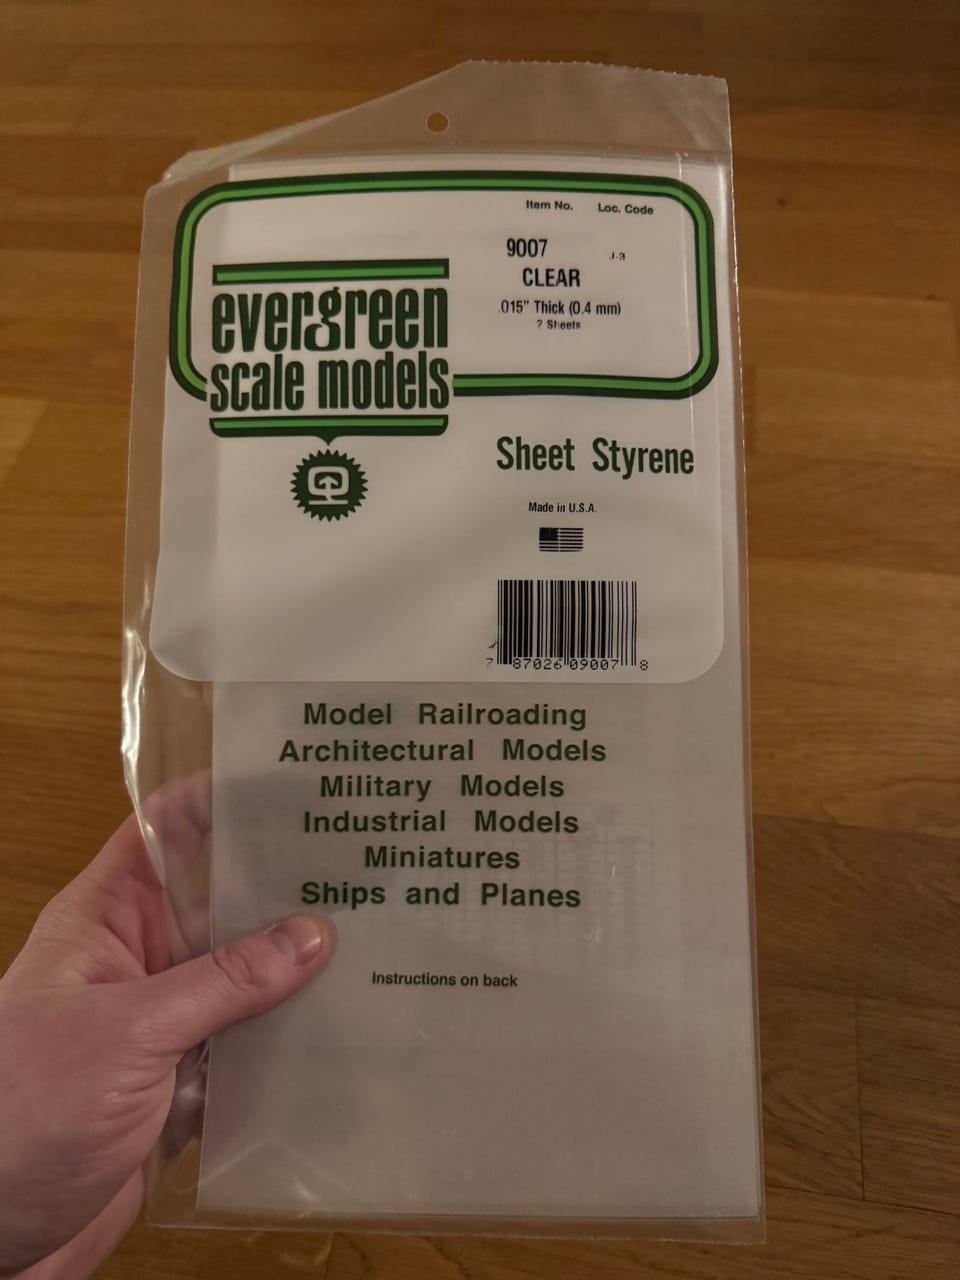 Item No. Loc. Code
9007 J-3
CLEAR
.015" Thick (0.4 mm)
2 Sheets
evergreen
scale models
Sheet Styrene
Made in U.S.A.
7 87026 09007 8
Model Railroading
Architectural Models
Military Models
Industrial Models
Miniatures
Ships and Planes
Instructions on back